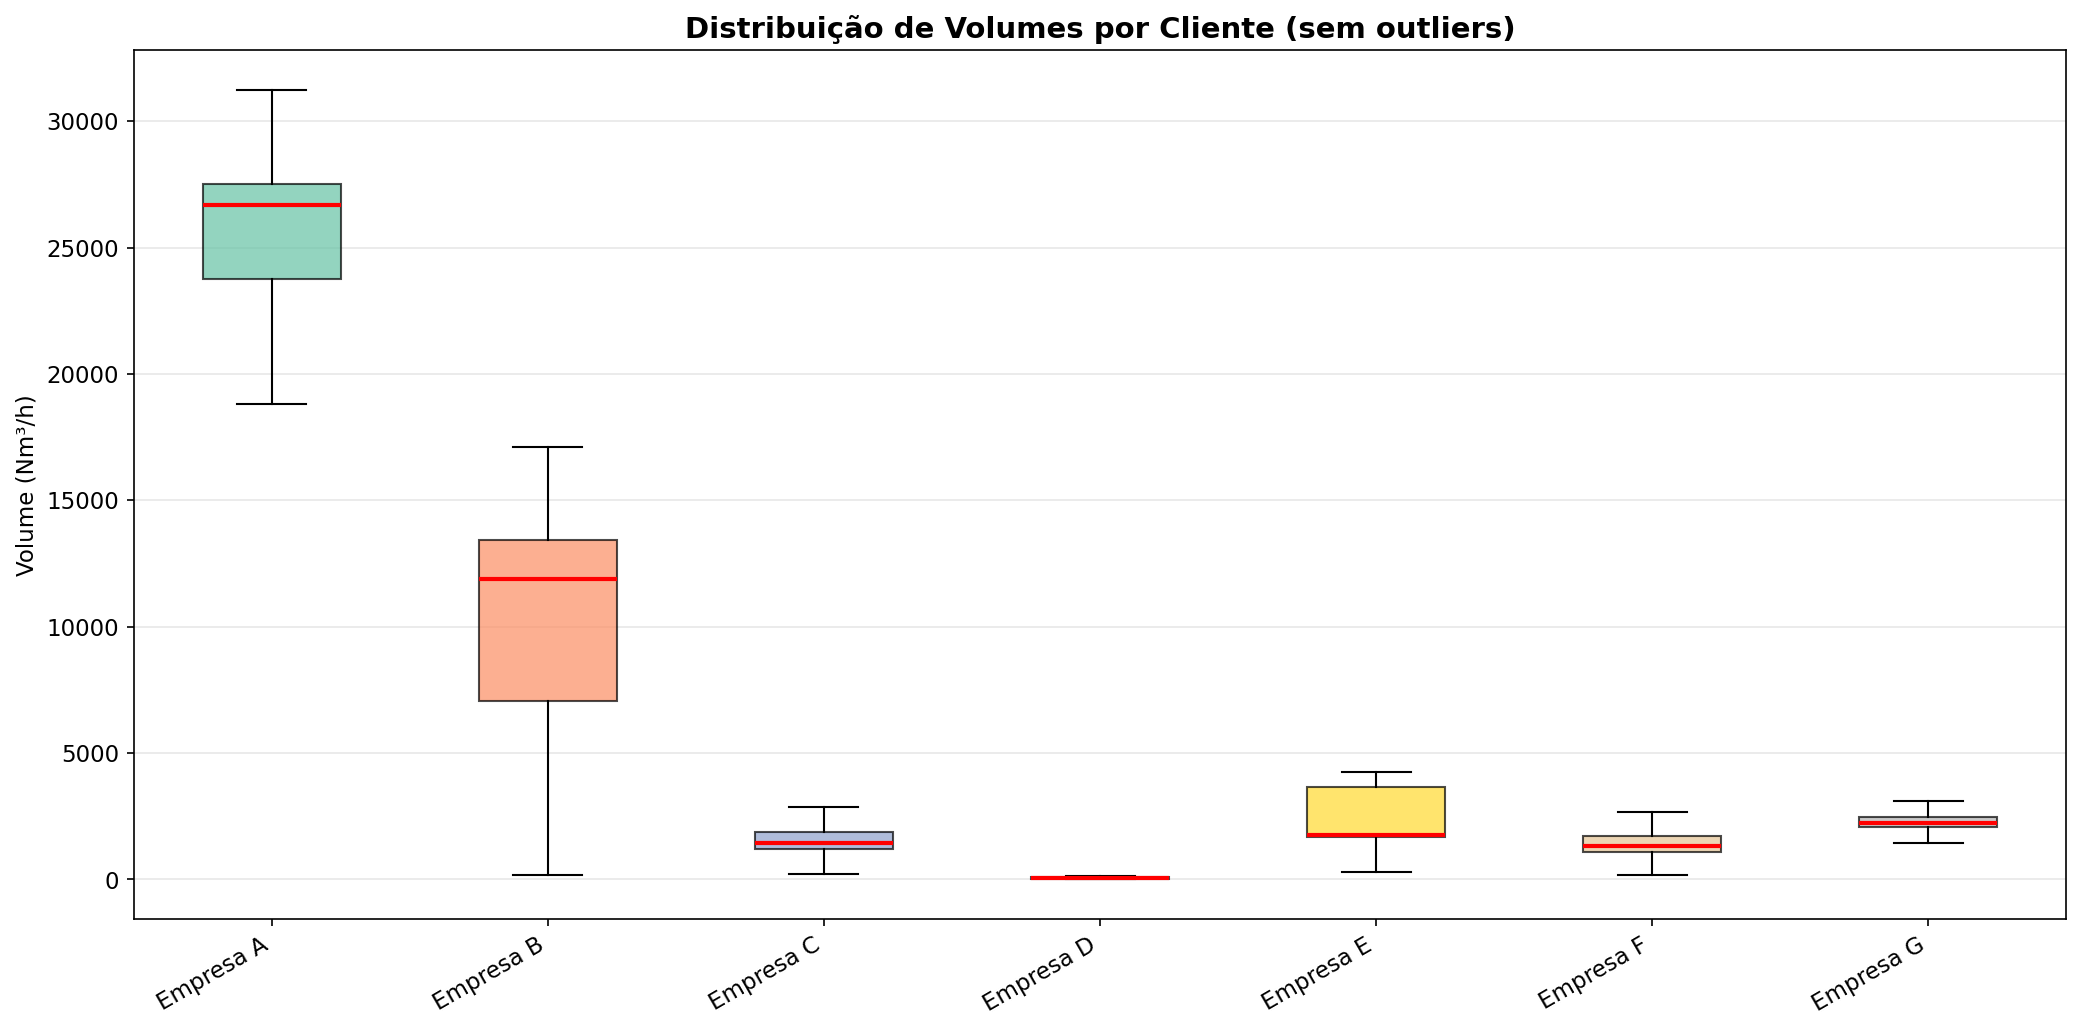 Distribuição de Volumes por Cliente (sem outliers)
Volume (Nm³/h)
30000
25000
20000
15000
10000
5000
0
Empresa A
Empresa B
Empresa C
Empresa D
Empresa E
Empresa F
Empresa G